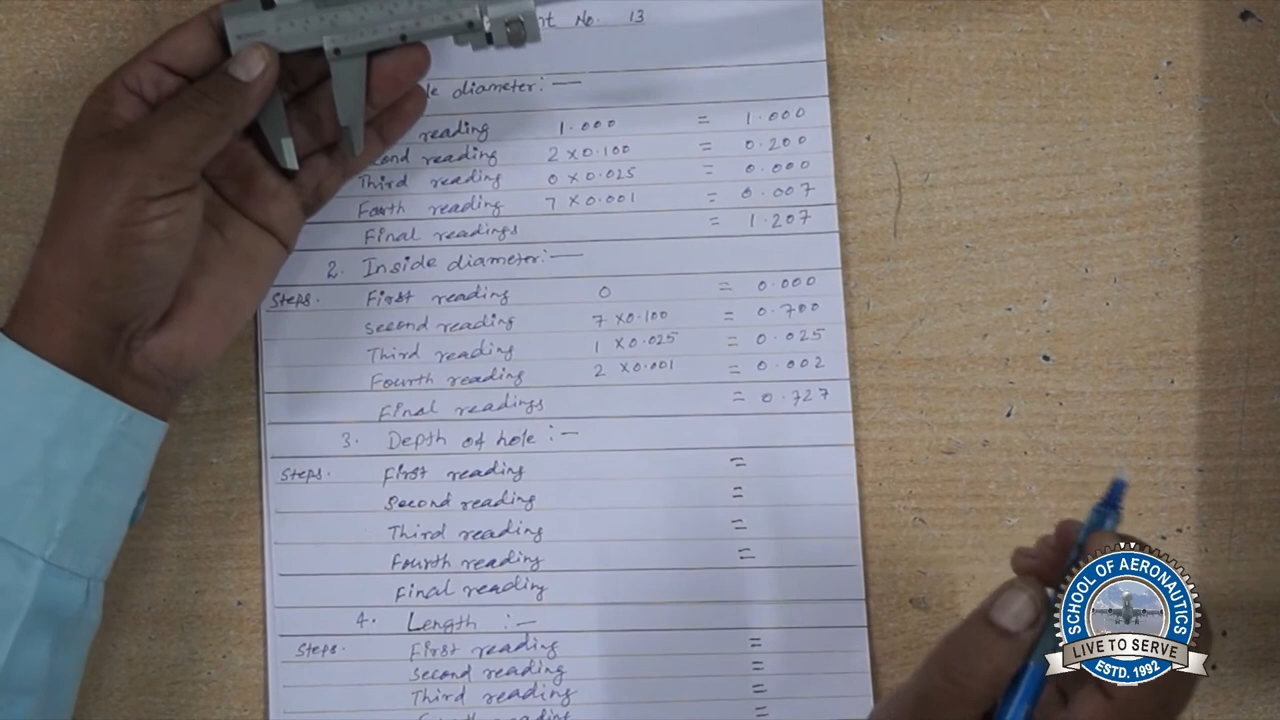 No. 13
diameter:—
reading 1.000 = 1.000
reading 2 x 0.100 = 0.200
Third reading 0 x 0.025 = 0.000
Fourth reading 7 x 0.001 = 0.007
Final readings = 1.207
2. Inside diameter:—
Steps. First reading 0 = 0.000
Second reading 7 x 0.100 = 0.700
Third reading 1 x 0.025 = 0.025
Fourth reading 2 x 0.001 = 0.002
Final readings = 0.727
3. Depth of hole :—
Steps. First reading =
Second reading =
Third reading =
Fourth reading =
Final reading
4. Length :—
Steps. First reading =
Second reading =
Third reading =
Fourth reading =
SCHOOL OF AERONAUTICS
LIVE TO SERVE
ESTD. 1992